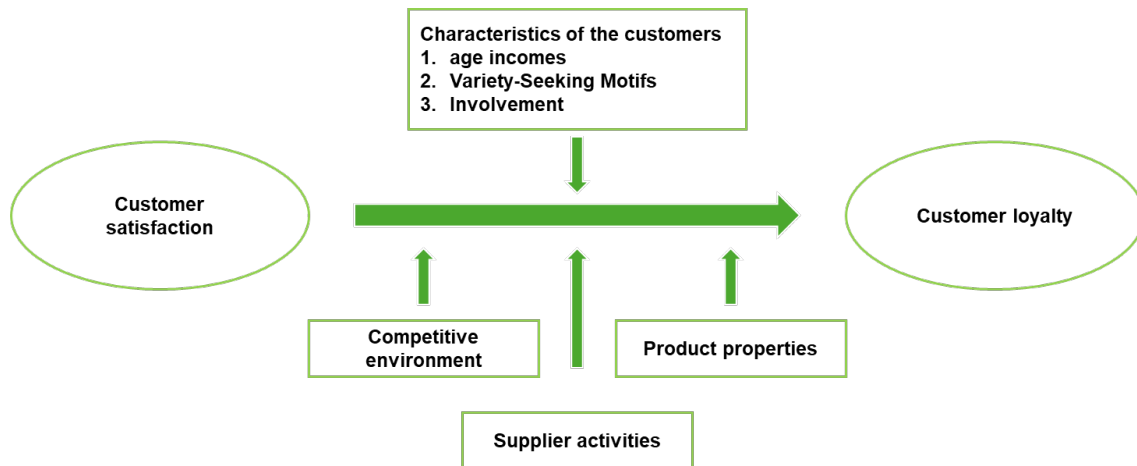 Characteristics of the customers
1. age incomes
2. Variety-Seeking Motifs
3. Involvement
Customer
satisfaction
Customer loyalty
Competitive
environment
Product properties
Supplier activities